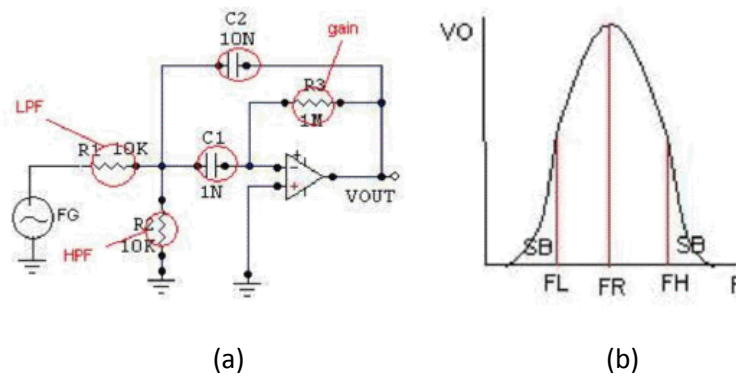 C2
10N
gain
R3
1M
LPF
R1 10K
C1
1N
VOUT
FG
R2
10K
HPF
VO
SB
SB
FL
FR
FH
F
(a)
(b)